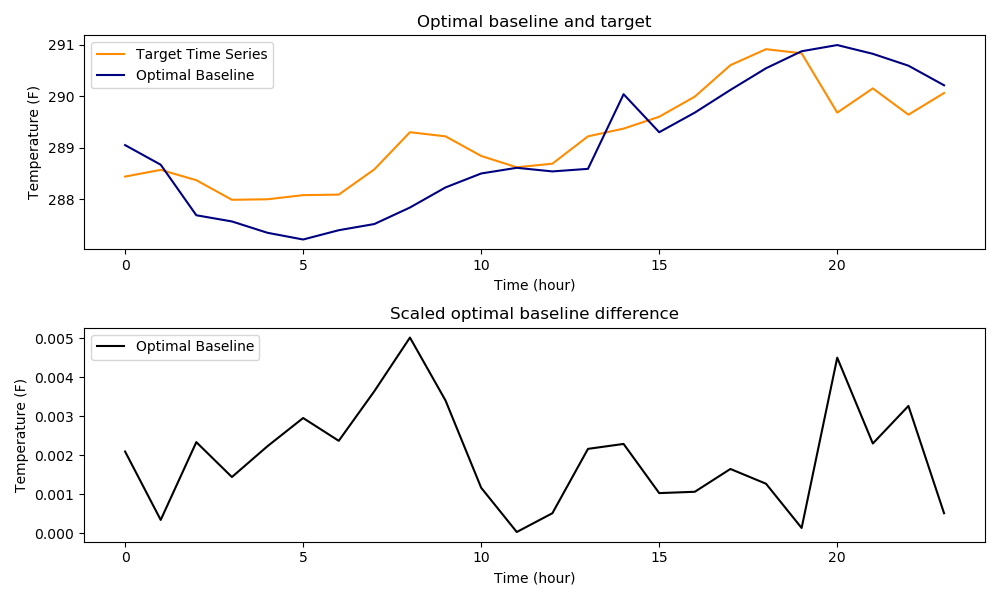 Optimal baseline and target
Target Time Series
Optimal Baseline
Temperature (F)
291
290
289
288
0 5 10 15 20
Time (hour)
Scaled optimal baseline difference
Optimal Baseline
Temperature (F)
0.005
0.004
0.003
0.002
0.001
0.000
0 5 10 15 20
Time (hour)